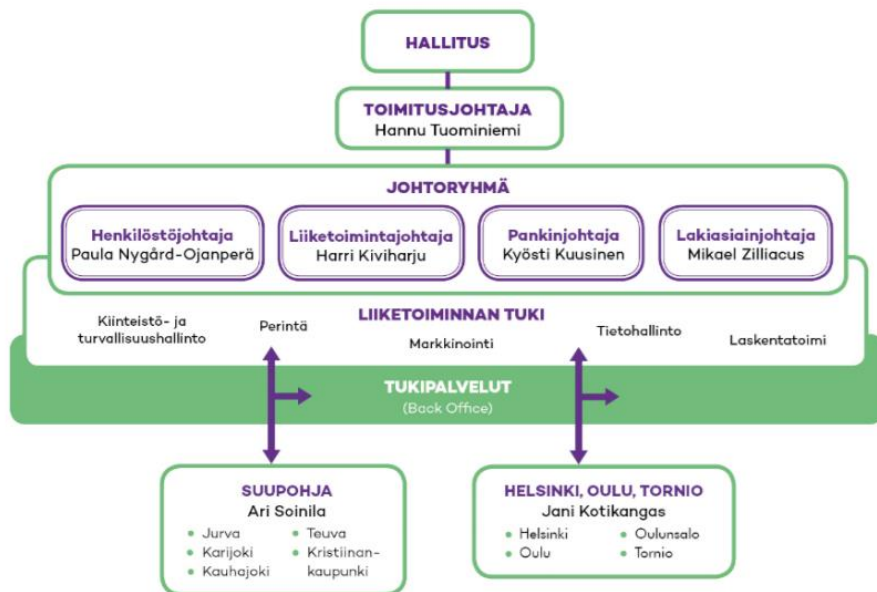 HALLITUS
TOIMITUSJOHTAJA
Hannu Tuominiemi
JOHTORYHMÄ
Henkilöstöjohtaja
Paula Nygård-Ojanperä
Liiketoimintajohtaja
Harri Kiviharju
Pankinjohtaja
Kyösti Kuusinen
Lakiasiainjohtaja
Mikael Zilliacus
LIIKETOIMINNAN TUKI
Kiinteistö- ja
turvallisuushallinto
Perintä
Markkinointi
Tietohallinto
Laskentatoimi
TUKIPALVELUT
(Back Office)
SUUPOHJA
Ari Soinila
• Jurva
• Karijoki
• Kauhajoki
• Teuva
• Kristiinan-
kaupunki
HELSINKI, OULU, TORNIO
Jani Kotikangas
• Helsinki
• Oulu
• Oulunsalo
• Tornio